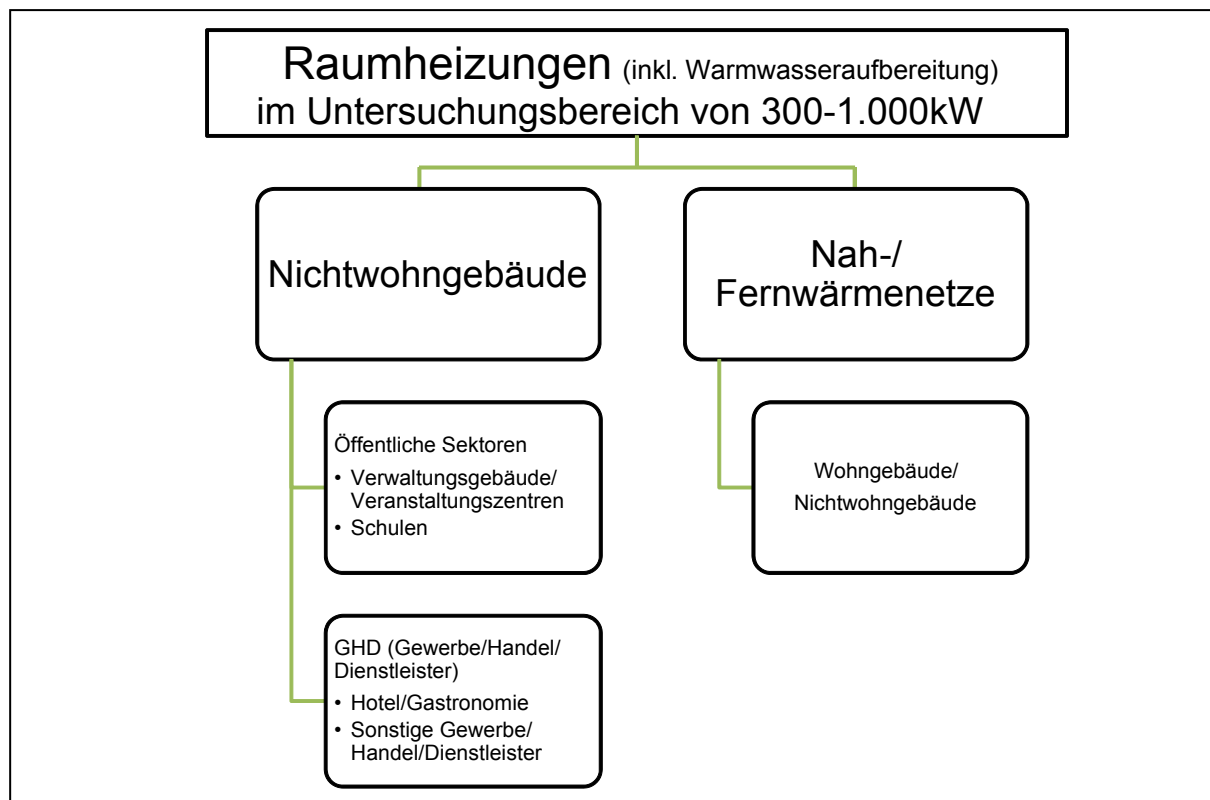 Raumheizungen (inkl. Warmwasseraufbereitung)
im Untersuchungsbereich von 300-1.000kW
Nichtwohngebäude
Nah-/
Fernwärmenetze
Öffentliche Sektoren
• Verwaltungsgebäude/
Veranstaltungszentren
• Schulen
Wohngebäude/
Nichtwohngebäude
GHD (Gewerbe/Handel/
Dienstleister)
• Hotel/Gastronomie
• Sonstige Gewerbe/
Handel/Dienstleister